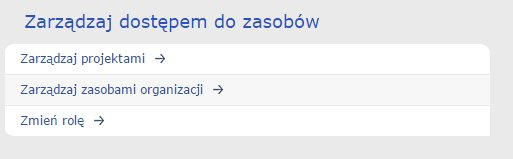 Zarządzaj dostępem do zasobów
Zarządzaj projektami →
Zarządzaj zasobami organizacji →
Zmień rolę →